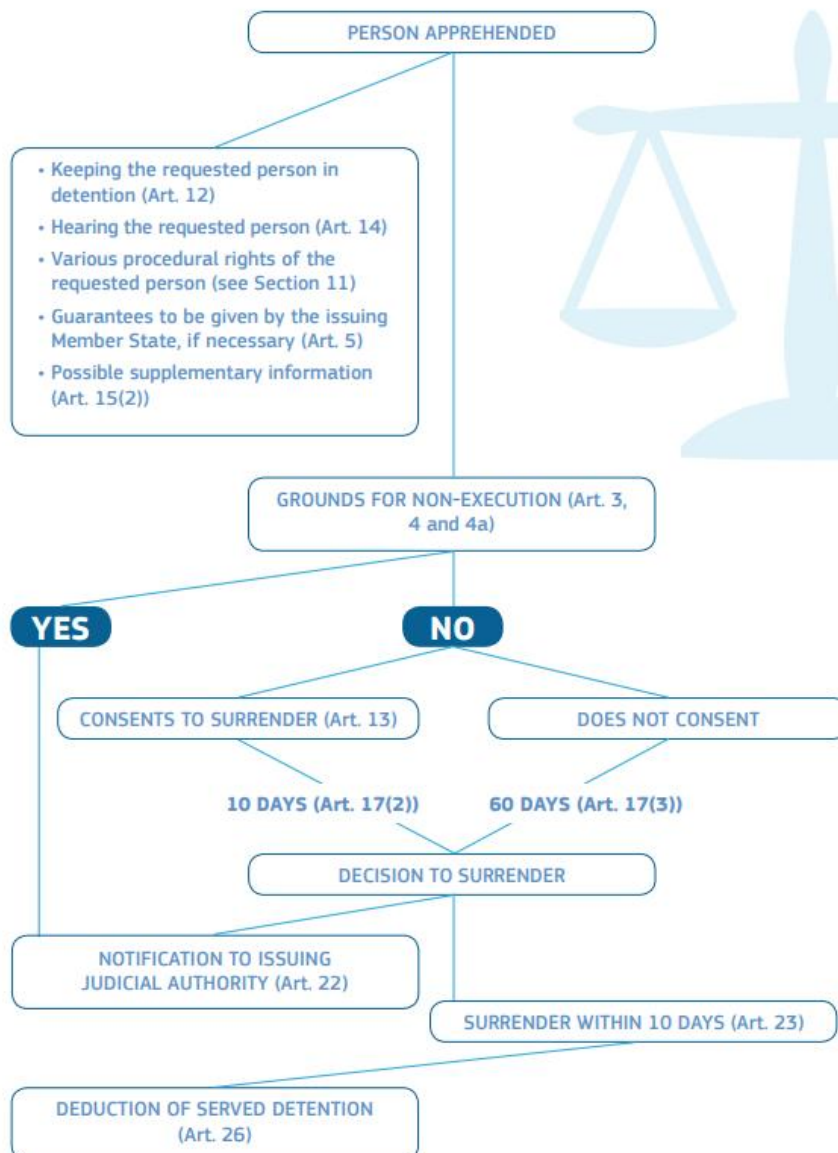 PERSON APPREHENDED
• Keeping the requested person in
detention (Art. 12)
• Hearing the requested person (Art. 14)
• Various procedural rights of the
requested person (see Section 11)
• Guarantees to be given by the issuing
Member State, if necessary (Art. 5)
• Possible supplementary information
(Art. 15(2))
GROUNDS FOR NON-EXECUTION (Art. 3,
4 and 4a)
YES
NO
CONSENTS TO SURRENDER (Art. 13)
DOES NOT CONSENT
10 DAYS (Art. 17(2))
60 DAYS (Art. 17(3))
DECISION TO SURRENDER
NOTIFICATION TO ISSUING
JUDICIAL AUTHORITY (Art. 22)
SURRENDER WITHIN 10 DAYS (Art. 23)
DEDUCTION OF SERVED DETENTION
(Art. 26)